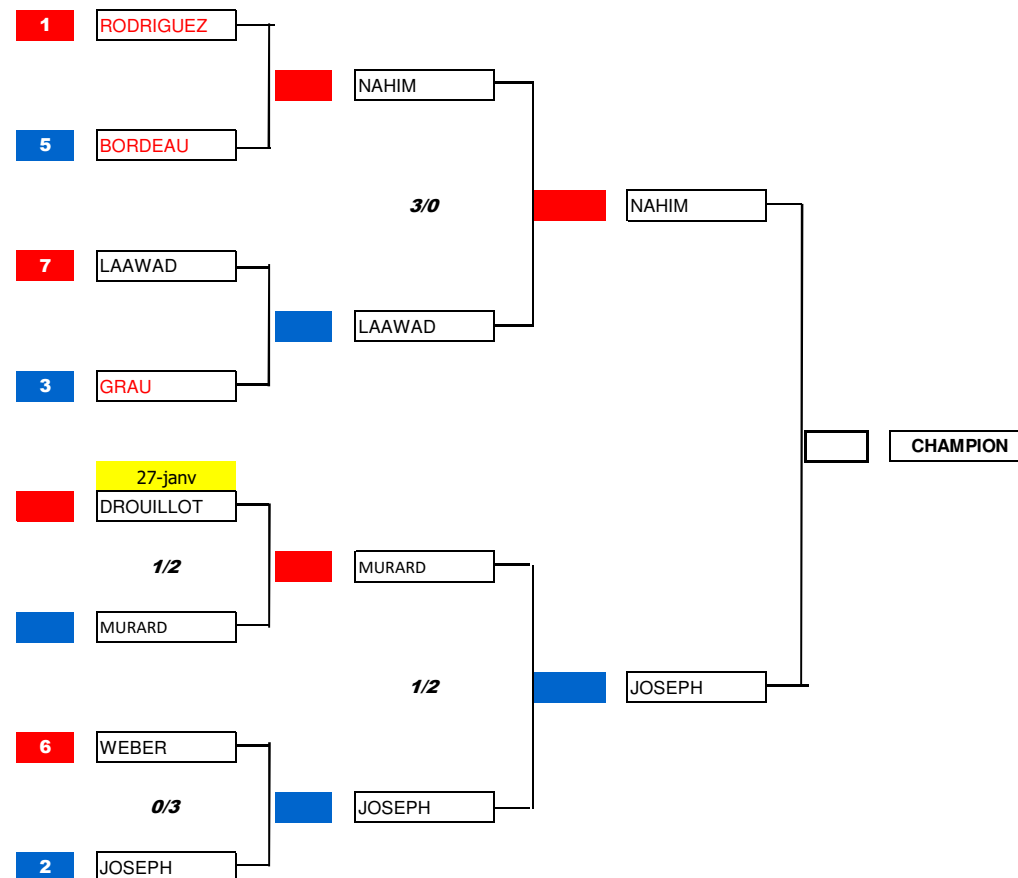 1 RODRIGUEZ
NAHIM
5 BORDEAU
3/0
NAHIM
7 LAAWAD
LAAWAD
3 GRAU
CHAMPION
27-janv
DROUILLOT
1/2
MURARD
MURARD
1/2
JOSEPH
6 WEBER
0/3
JOSEPH
2 JOSEPH